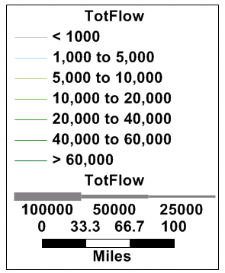 TotFlow
< 1000
1,000 to 5,000
5,000 to 10,000
10,000 to 20,000
20,000 to 40,000
40,000 to 60,000
> 60,000
TotFlow
100000 50000 25000
0 33.3 66.7 100
Miles